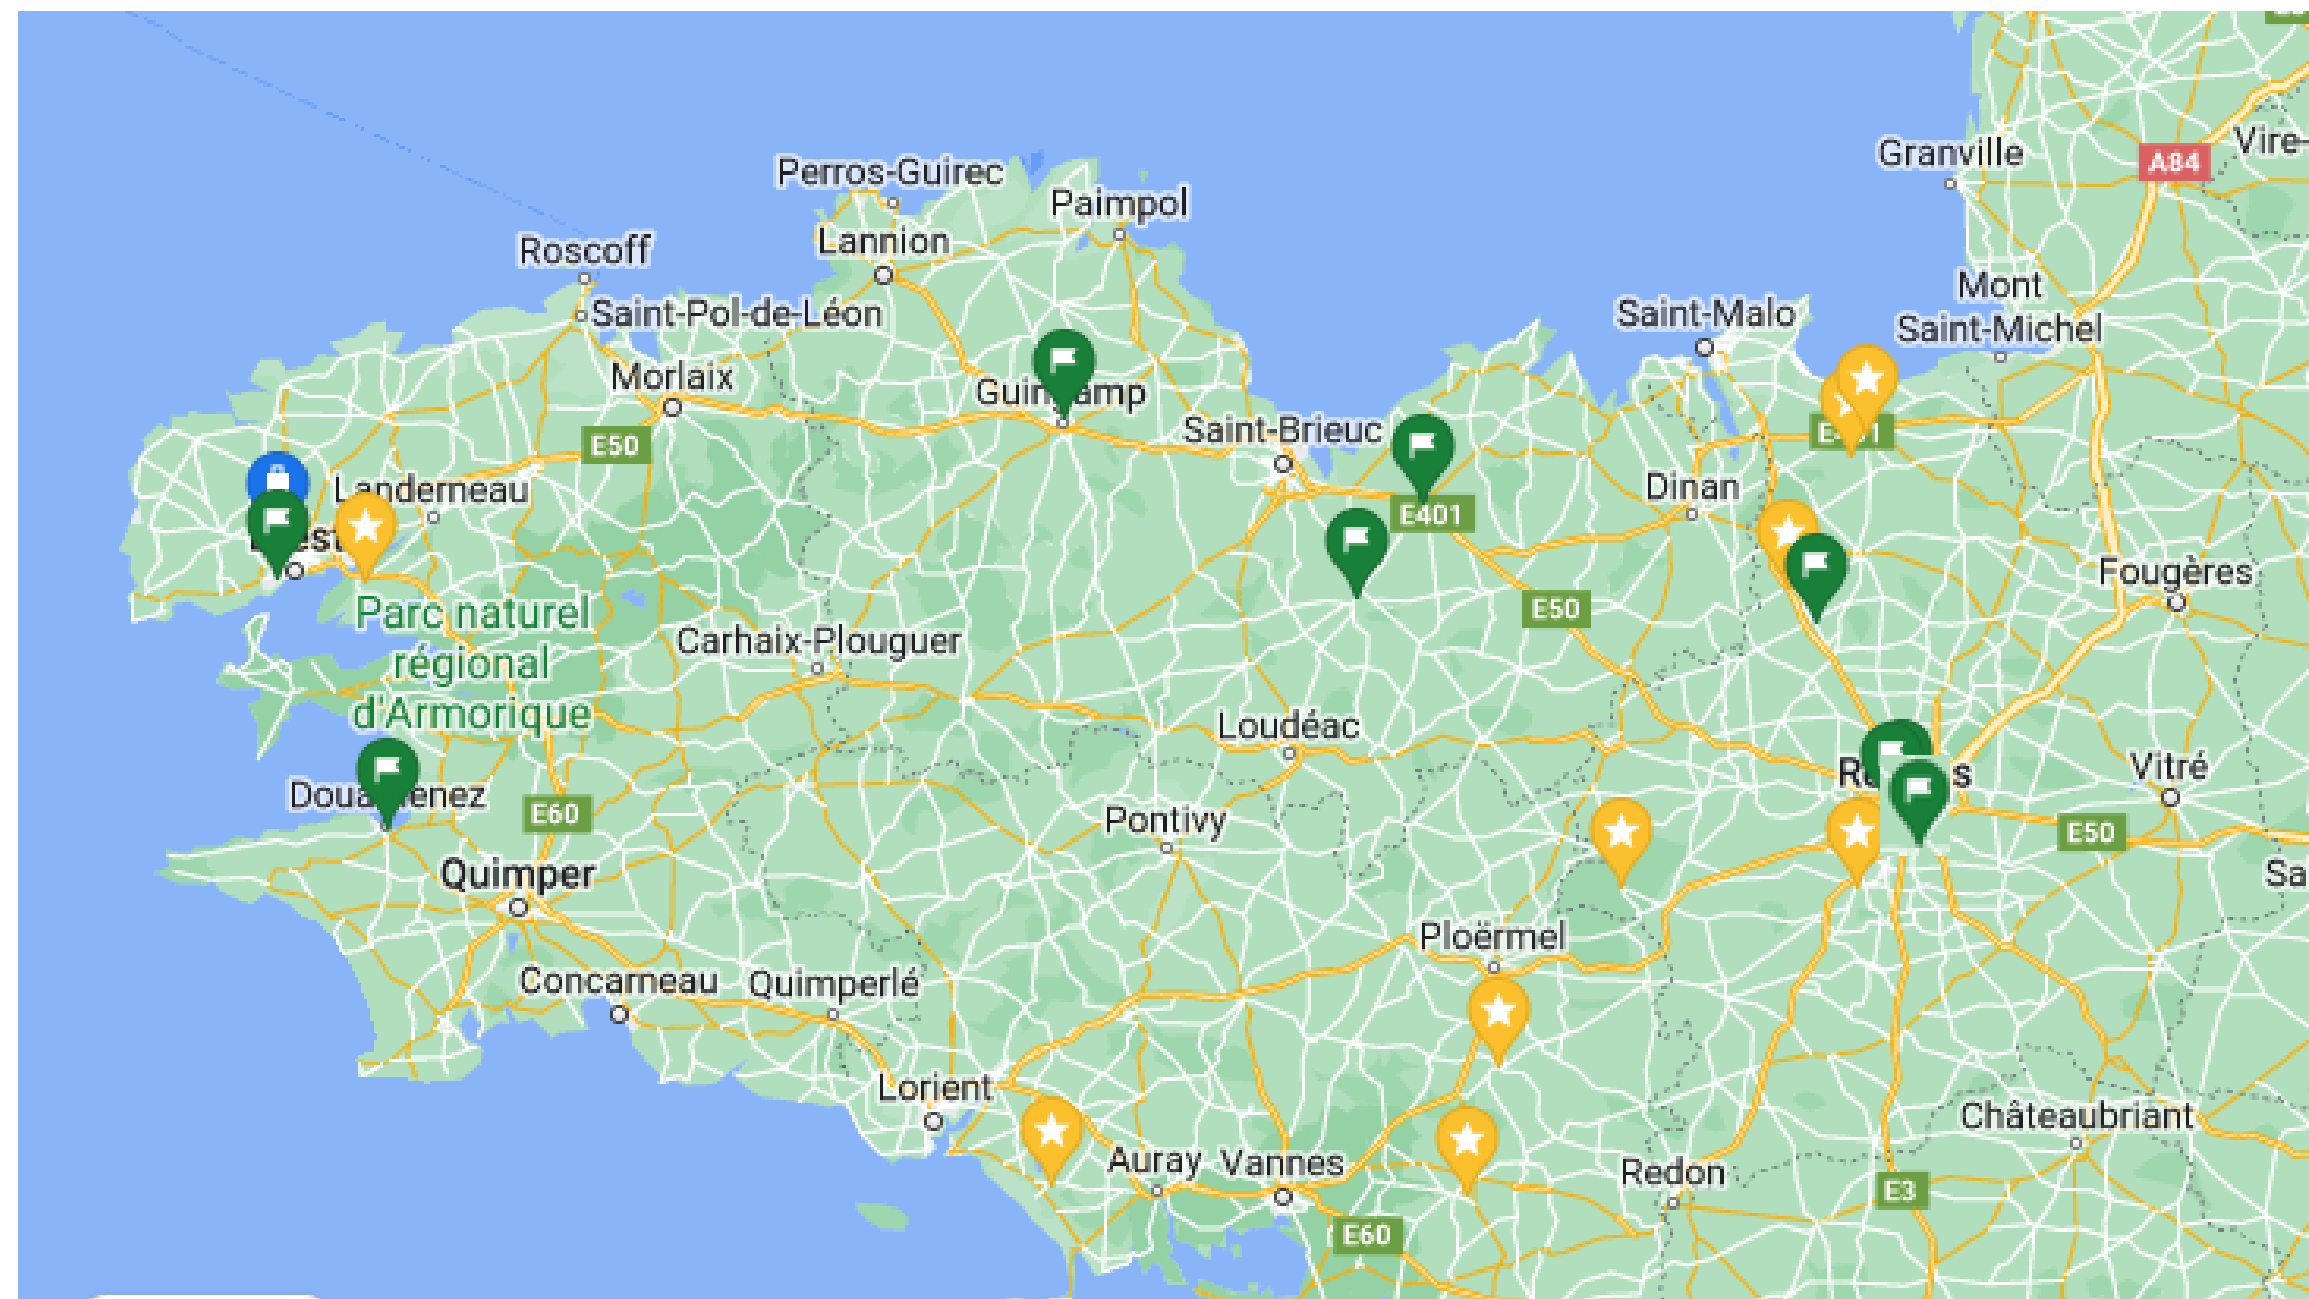 Granville
Vire-
A84
Perros-Guirec
Paimpol
Lannion
Roscoff
Mont
Saint-Michel
Saint-Pol-de-Léon
Saint-Malo
Morlaix
E50
Saint-Brieuc
Landerneau
Dinan
E401
Fougères
E50
Parc naturel
régional
d'Armorique
Carhaix-Plouguer
Loudéac
Vitré
E60
Pontivy
E50
Quimper
Sa
Ploërmel
Concarneau
Quimperlé
Lorient
Châteaubriant
Auray
Vannes
Redon
E3
E60